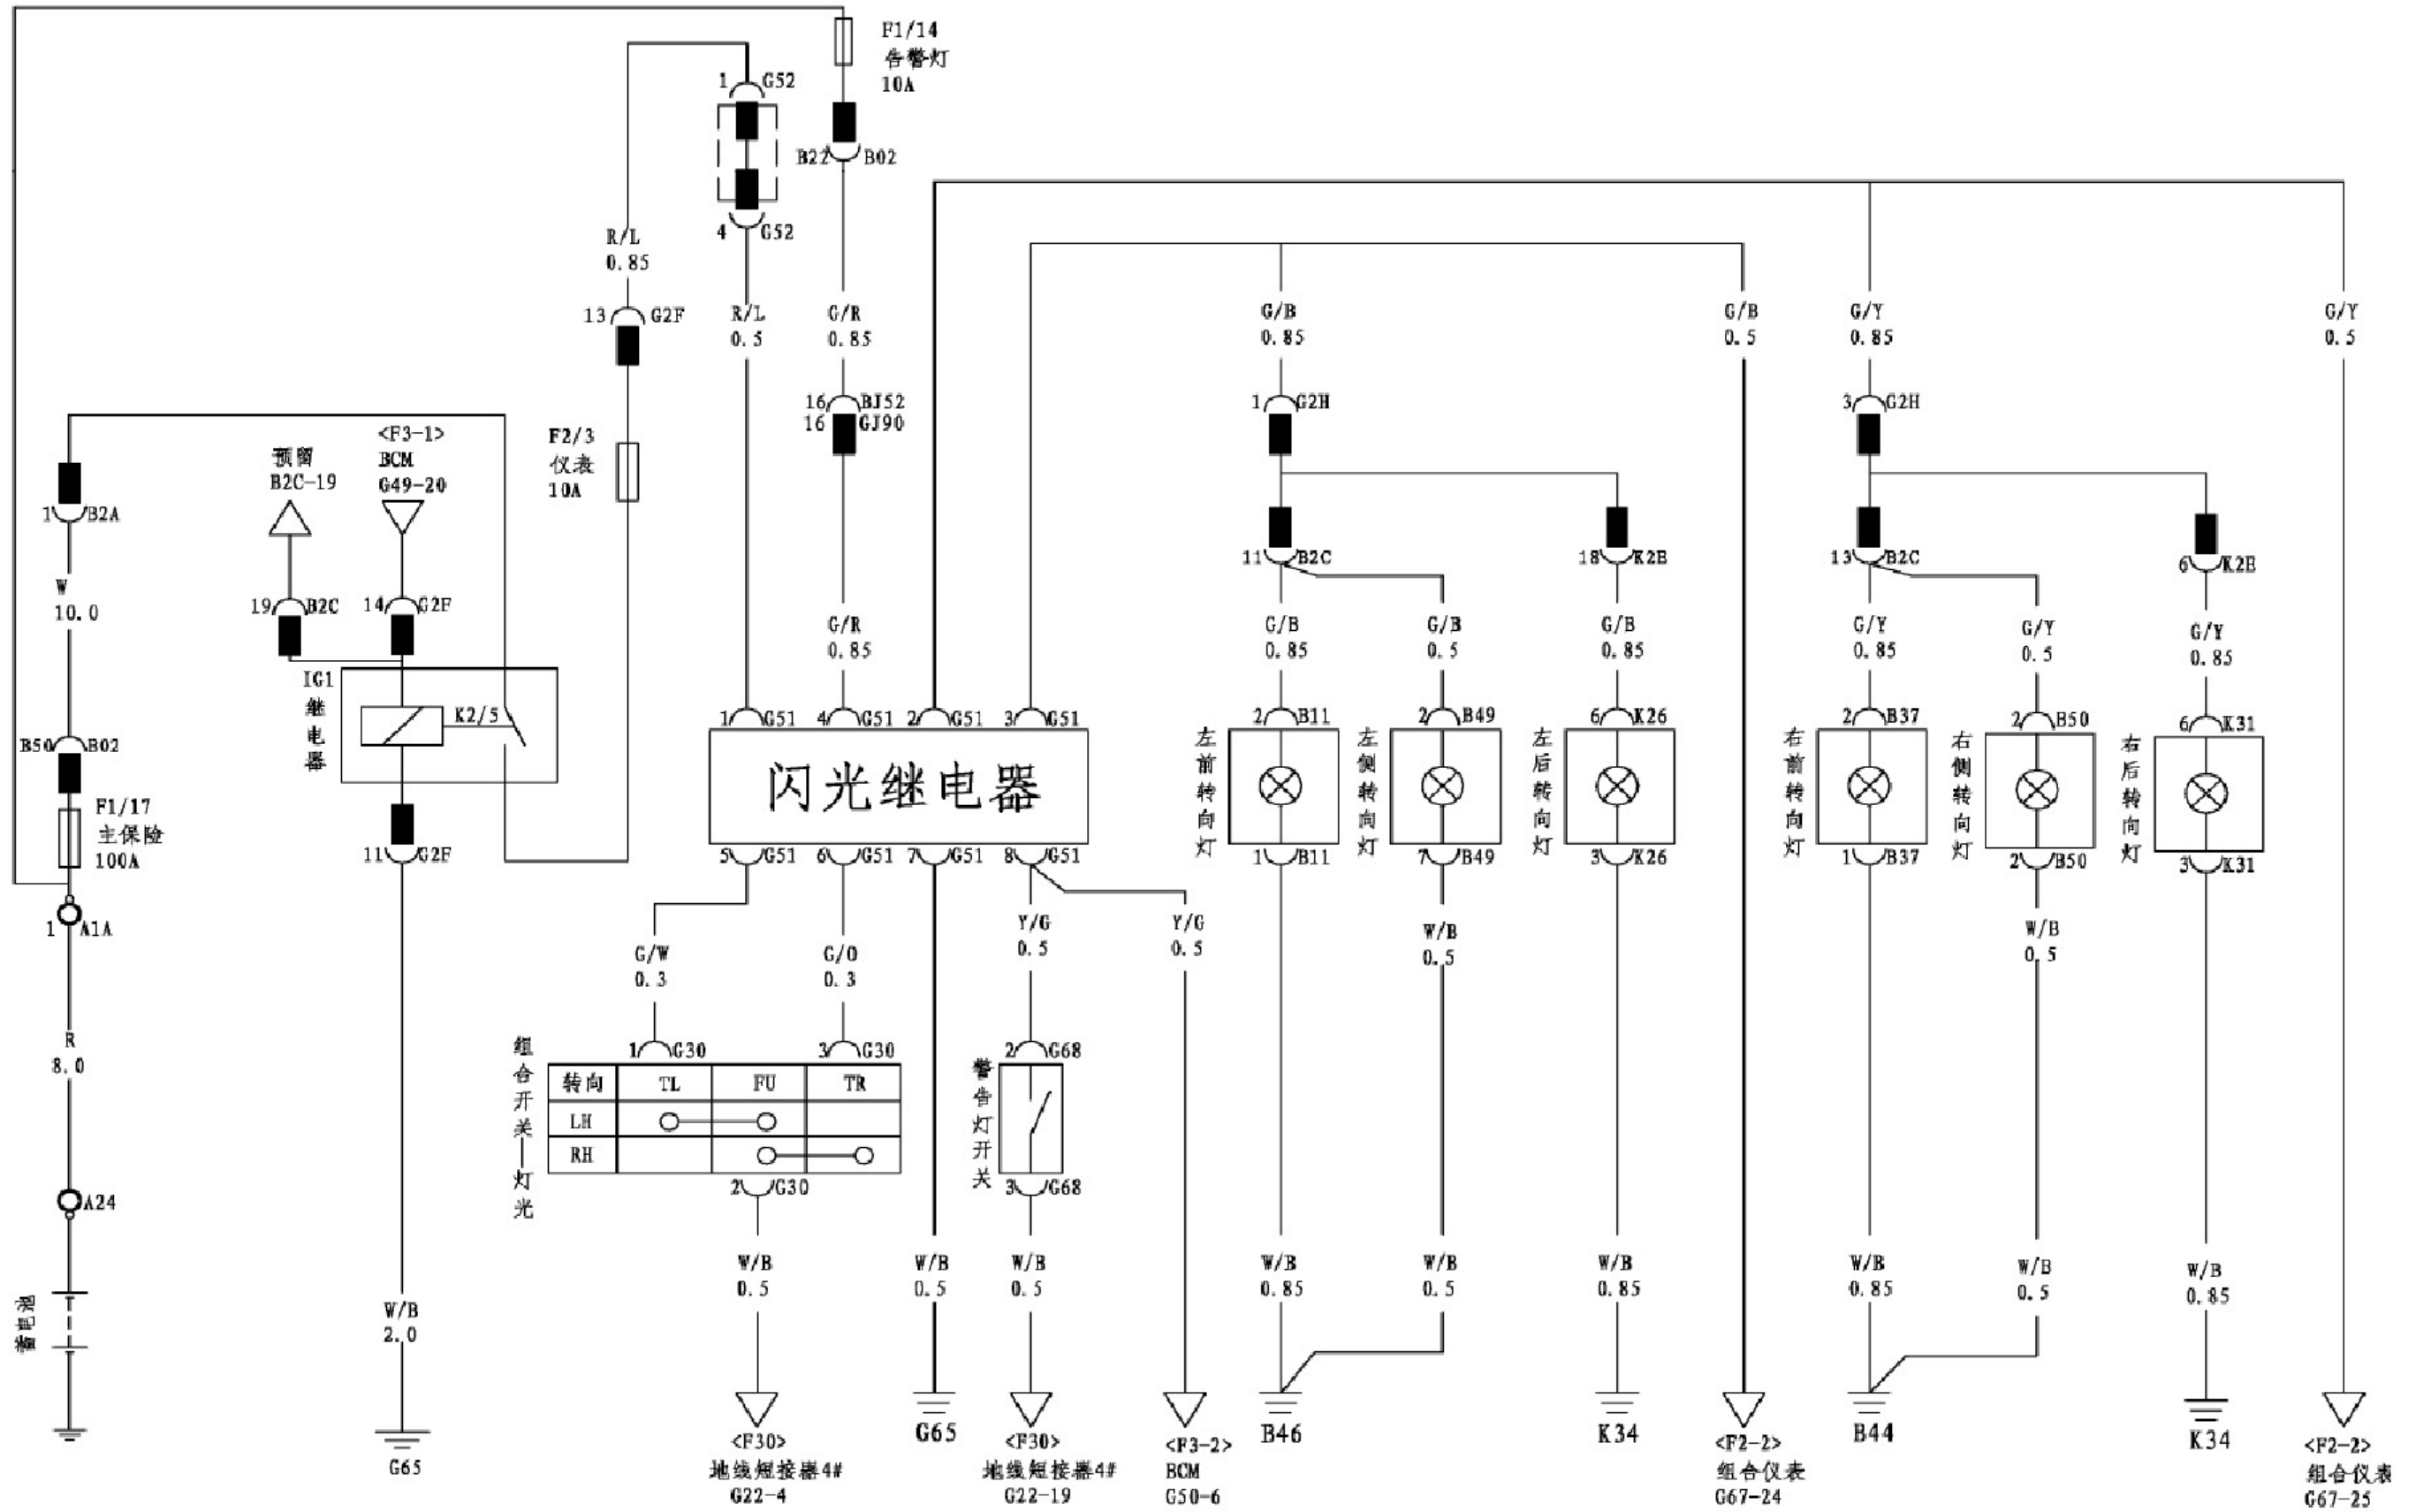 F1/14
告警灯
10A
1 G52
B22 B02
4 G52
R/L
0.85
13 G2F
R/L
0.5
G/R
0.85
G/B
0.85
G/B
0.5
G/Y
0.85
G/Y
0.5
16 BJ52
16 GJ90
1 G2H
3 G2H
<F3-1>
预留
BCM
B2C-19
G49-20
F2/3
仪表
10A
1 B2A
11 B2C
18 K2B
13 B2C
6 K2B
W
10.0
19 B2C
14 G2F
G/R
0.85
G/B
0.85
G/B
0.5
G/B
0.85
G/Y
0.85
G/Y
0.5
G/Y
0.85
IG1
继电器
K2/5
B50 B02
1 G51
4 G51
2 G51
3 G51
2 B11
2 B49
6 K26
2 B37
2 B50
6 K31
闪光继电器
左前转向灯
左侧转向灯
左后转向灯
右前转向灯
右侧转向灯
右后转向灯
F1/17
主保险
100A
11 G2F
5 G51
6 G51
7 G51
8 G51
1 B11
7 B49
3 K26
1 B37
2 B50
3 K31
1 A1A
G/W
0.3
G/O
0.3
Y/G
0.5
Y/G
0.5
W/B
0.5
W/B
0.5
R
8.0
组合开关—灯光
1 G30
3 G30
2 G68
转向 TL FU TR
LH
RH
警告灯开关
2 G30
3 G68
A24
蓄电池
W/B
2.0
W/B
0.5
W/B
0.5
W/B
0.5
W/B
0.85
W/B
0.5
W/B
0.85
W/B
0.85
W/B
0.5
W/B
0.85
G65
<F30>
地线短接器4#
G22-4
G65
<F30>
地线短接器4#
G22-19
<F3-2>
BCM
G50-6
B46
K34
<F2-2>
组合仪表
G67-24
B44
K34
<F2-2>
组合仪表
G67-25